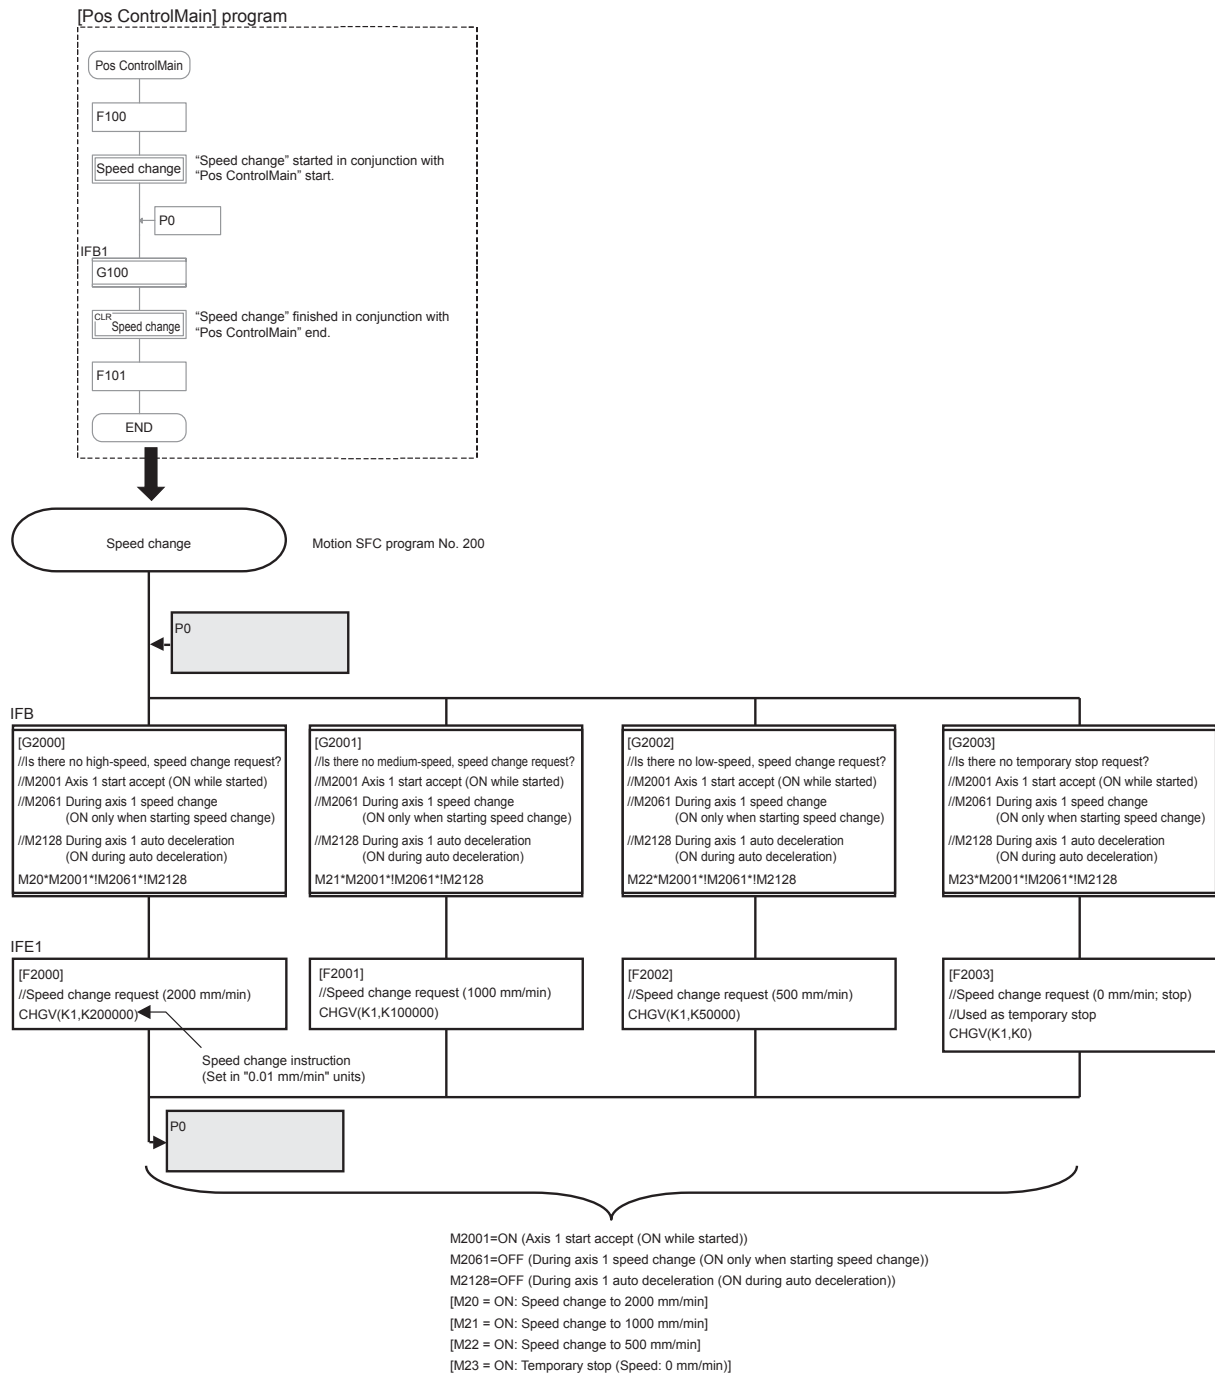 [Pos ControlMain] program
Pos ControlMain
F100
Speed change
“Speed change” started in conjunction with
“Pos ControlMain” start.
P0
IFB1
G100
CLR
Speed change
“Speed change” finished in conjunction with
“Pos ControlMain” end.
F101
END
Speed change
Motion SFC program No. 200
P0
IFB
[G2000]
//Is there no high-speed, speed change request?
//M2001 Axis 1 start accept (ON while started)
//M2061 During axis 1 speed change
(ON only when starting speed change)
//M2128 During axis 1 auto deceleration
(ON during auto deceleration)
M20*M2001*!M2061*!M2128
[G2001]
//Is there no medium-speed, speed change request?
//M2001 Axis 1 start accept (ON while started)
//M2061 During axis 1 speed change
(ON only when starting speed change)
//M2128 During axis 1 auto deceleration
(ON during auto deceleration)
M21*M2001*!M2061*!M2128
[G2002]
//Is there no low-speed, speed change request?
//M2001 Axis 1 start accept (ON while started)
//M2061 During axis 1 speed change
(ON only when starting speed change)
//M2128 During axis 1 auto deceleration
(ON during auto deceleration)
M22*M2001*!M2061*!M2128
[G2003]
//Is there no temporary stop request?
//M2001 Axis 1 start accept (ON while started)
//M2061 During axis 1 speed change
(ON only when starting speed change)
//M2128 During axis 1 auto deceleration
(ON during auto deceleration)
M23*M2001*!M2061*!M2128
IFE1
[F2000]
//Speed change request (2000 mm/min)
CHGV(K1,K200000)
[F2001]
//Speed change request (1000 mm/min)
CHGV(K1,K100000)
[F2002]
//Speed change request (500 mm/min)
CHGV(K1,K50000)
[F2003]
//Speed change request (0 mm/min; stop)
//Used as temporary stop
CHGV(K1,K0)
Speed change instruction
(Set in "0.01 mm/min" units)
P0
M2001=ON (Axis 1 start accept (ON while started))
M2061=OFF (During axis 1 speed change (ON only when starting speed change))
M2128=OFF (During axis 1 auto deceleration (ON during auto deceleration))
[M20 = ON: Speed change to 2000 mm/min]
[M21 = ON: Speed change to 1000 mm/min]
[M22 = ON: Speed change to 500 mm/min]
[M23 = ON: Temporary stop (Speed: 0 mm/min)]